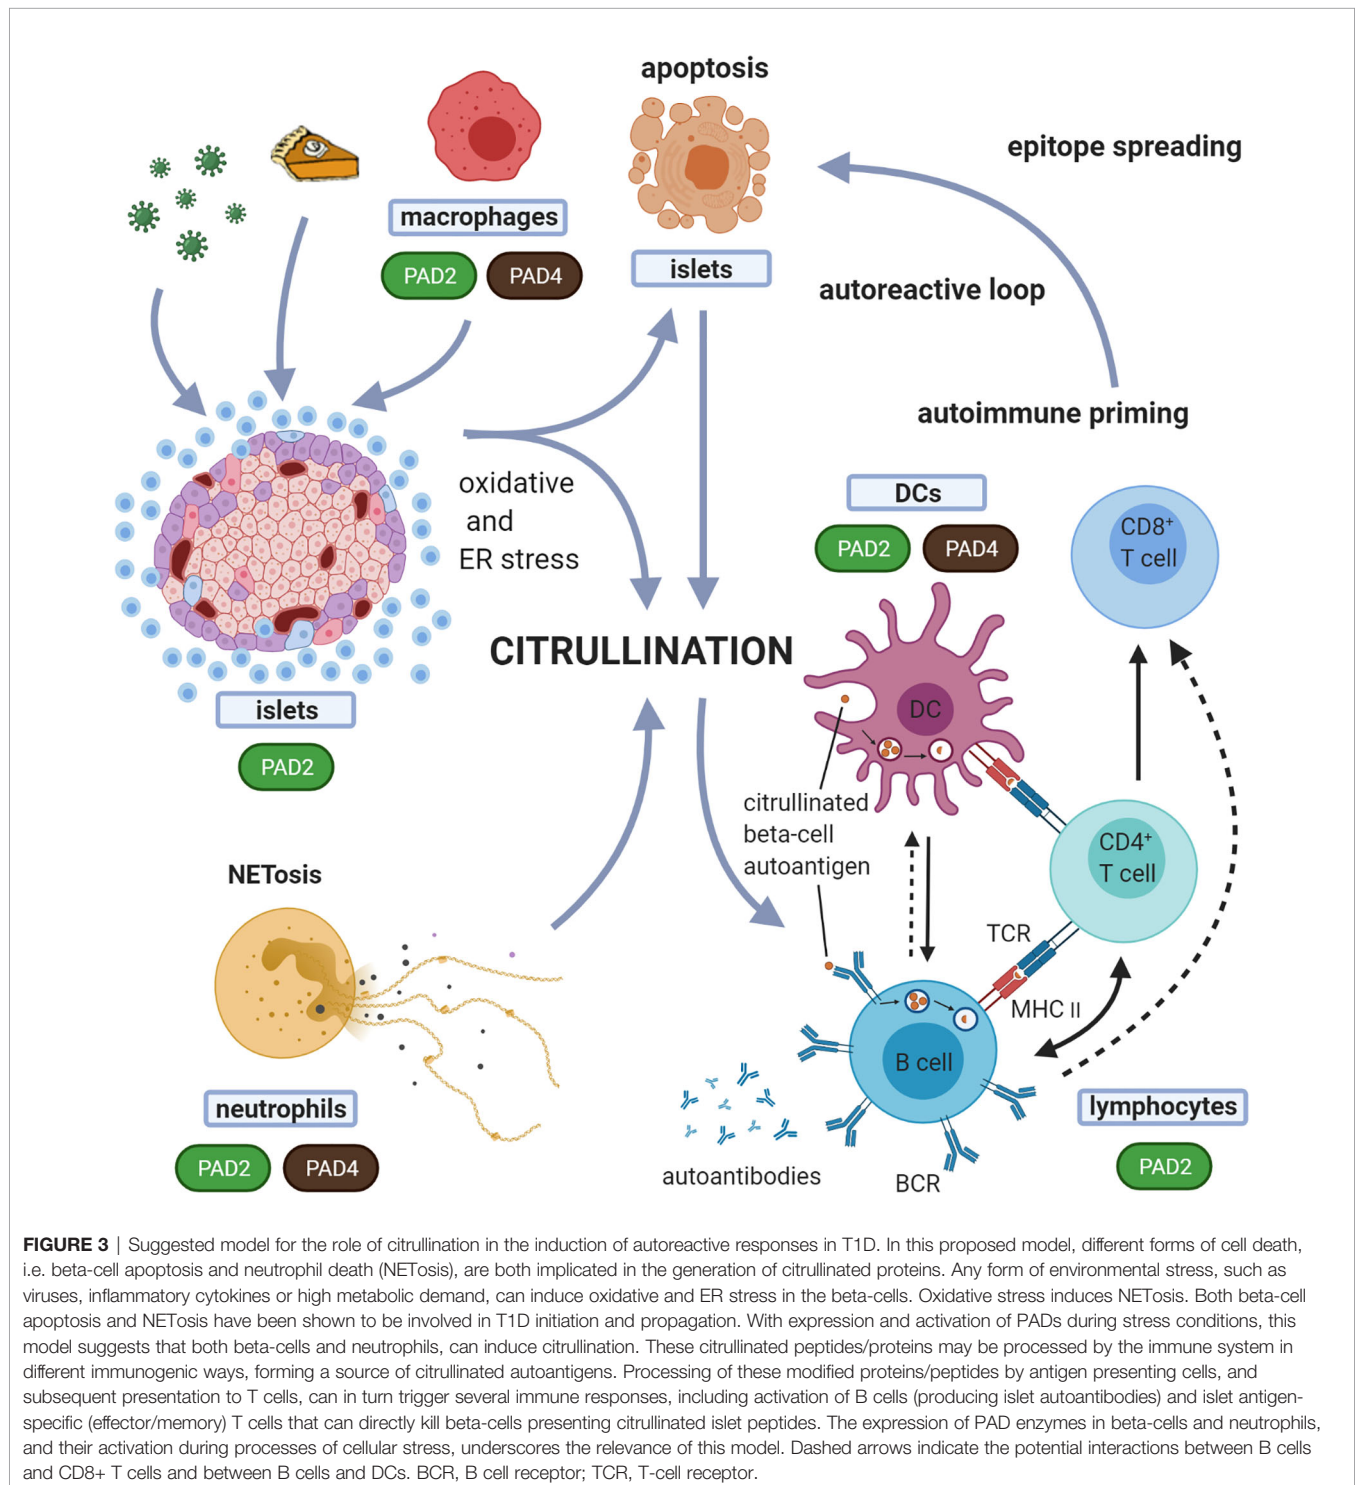 apoptosis
epitope spreading
macrophages
PAD2
PAD4
islets
autoreactive loop
autoimmune priming
oxidative
and
ER stress
DCs
PAD2
PAD4
CD8+
T cell
CITRULLINATION
islets
PAD2
DC
citrullinated
beta-cell
autoantigen
CD4+
T cell
NETosis
TCR
MHC II
B cell
neutrophils
PAD2
PAD4
lymphocytes
PAD2
autoantibodies
BCR
FIGURE 3 | Suggested model for the role of citrullination in the induction of autoreactive responses in T1D. In this proposed model, different forms of cell death,
i.e. beta-cell apoptosis and neutrophil death (NETosis), are both implicated in the generation of citrullinated proteins. Any form of environmental stress, such as
viruses, inflammatory cytokines or high metabolic demand, can induce oxidative and ER stress in the beta-cells. Oxidative stress induces NETosis. Both beta-cell
apoptosis and NETosis have been shown to be involved in T1D initiation and propagation. With expression and activation of PADs during stress conditions, this
model suggests that both beta-cells and neutrophils, can induce citrullination. These citrullinated peptides/proteins may be processed by the immune system in
different immunogenic ways, forming a source of citrullinated autoantigens. Processing of these modified proteins/peptides by antigen presenting cells, and
subsequent presentation to T cells, can in turn trigger several immune responses, including activation of B cells (producing islet autoantibodies) and islet antigen-
specific (effector/memory) T cells that can directly kill beta-cells presenting citrullinated islet peptides. The expression of PAD enzymes in beta-cells and neutrophils,
and their activation during processes of cellular stress, underscores the relevance of this model. Dashed arrows indicate the potential interactions between B cells
and CD8+ T cells and between B cells and DCs. BCR, B cell receptor; TCR, T-cell receptor.